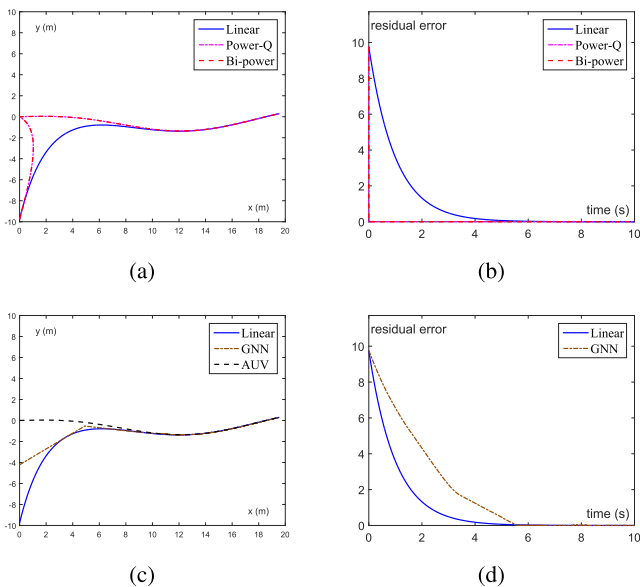 y (m)
Linear
Power-Q
Bi-power
10
8
6
4
2
0
-2
-4
-6
-8
-10
x (m)
0 2 4 6 8 10 12 14 16 18 20
(a)
residual error
Linear
Power-Q
Bi-power
10
8
6
4
2
0
time (s)
0 2 4 6 8 10
(b)
y (m)
Linear
GNN
AUV
10
8
6
4
2
0
-2
-4
-6
-8
-10
x (m)
0 2 4 6 8 10 12 14 16 18 20
(c)
residual error
Linear
GNN
10
8
6
4
2
0
time (s)
0 2 4 6 8 10
(d)